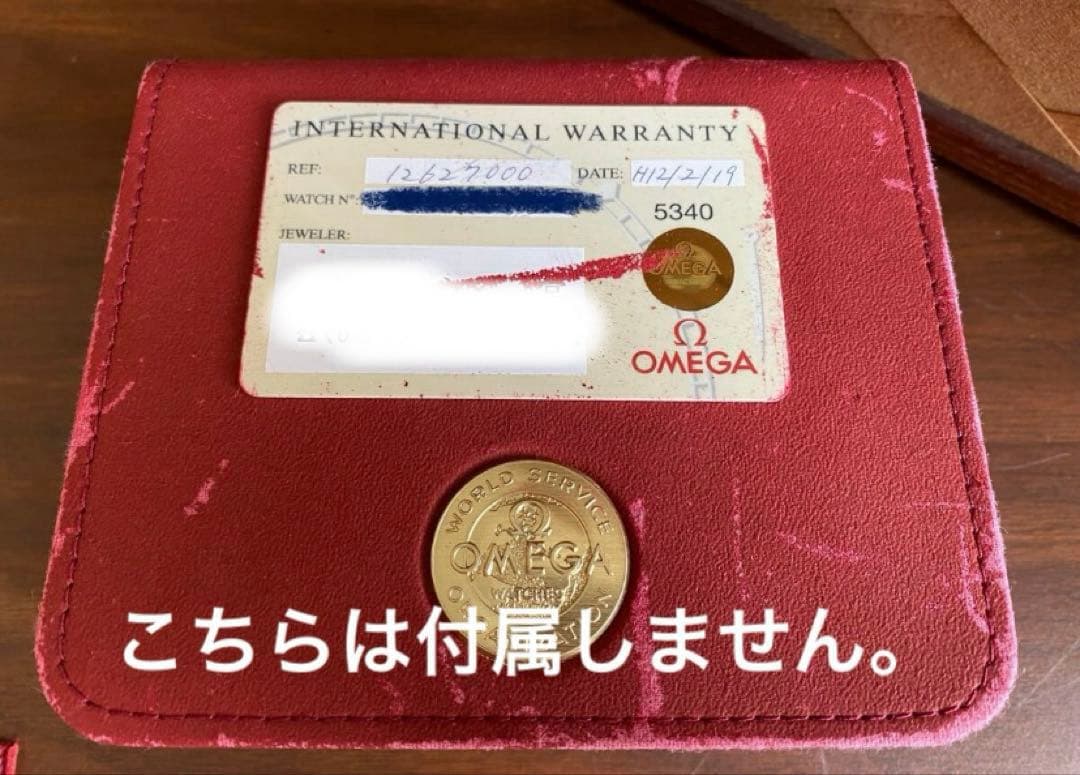 INTERNATIONAL WARRANTY
REF: 12627000 DATE: H12/2/19
WATCH Nº:
5340
JEWELER:
OMEGA
Ω
OMEGA
WORLD SERVICE
OMEGA
WATCHES
ORGANIZATION
こちらは付属しません。